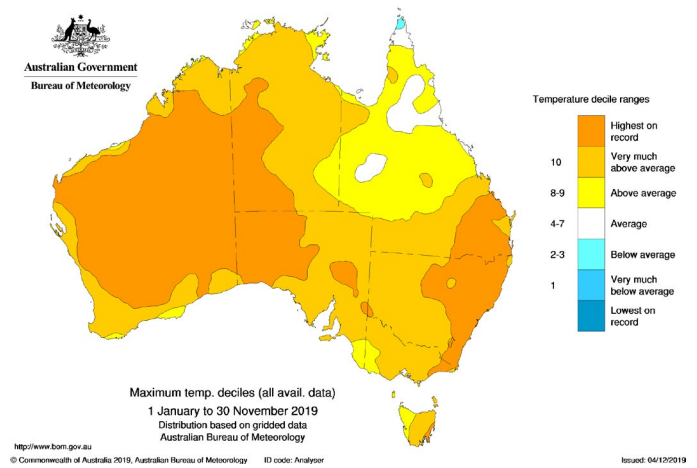 Australian Government
Bureau of Meteorology
Temperature decile ranges
Highest on
record
10
Very much
above average
8-9
Above average
4-7
Average
2-3
Below average
1
Very much
below average
Lowest on
record
Maximum temp. deciles (all avail. data)
1 January to 30 November 2019
Distribution based on gridded data
Australian Bureau of Meteorology
http://www.bom.gov.au
© Commonwealth of Australia 2019, Australian Bureau of Meteorology
ID code: Analyser
Issued: 04/12/2019